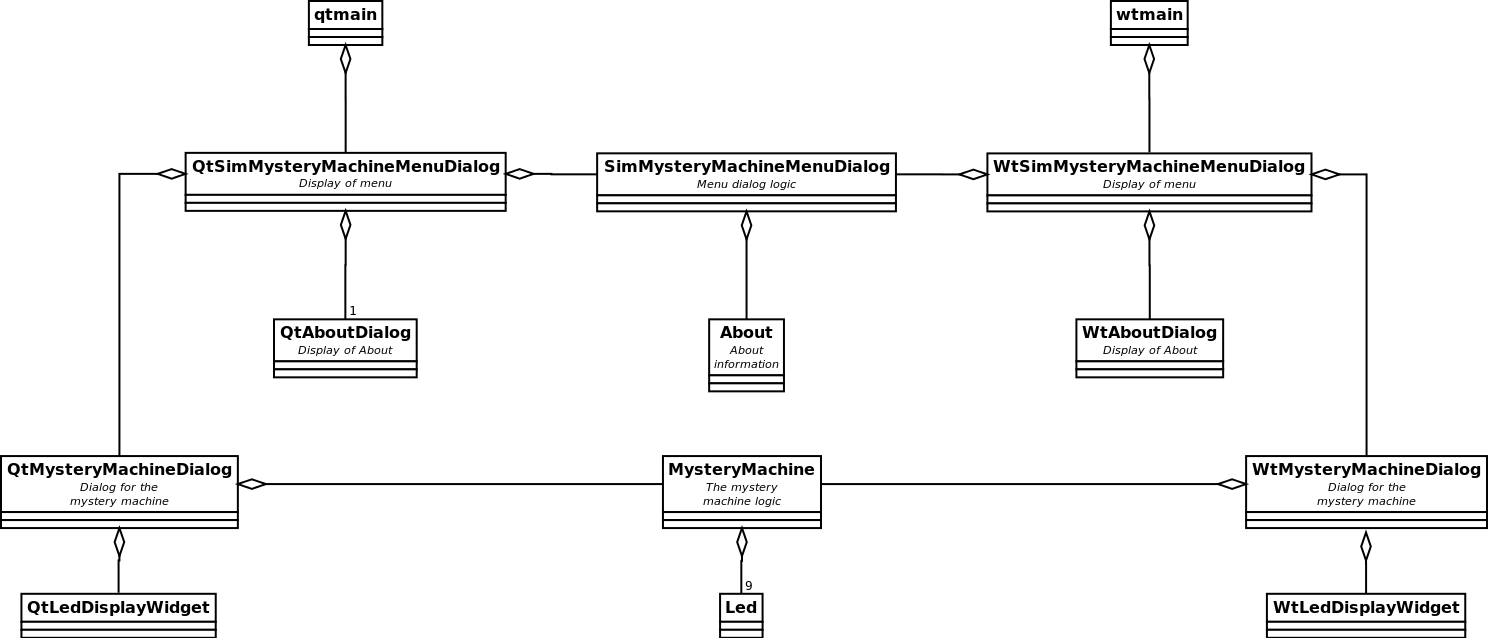 qtmain
wtmain
QtSimMysteryMachineMenuDialog
Display of menu
SimMysteryMachineMenuDialog
Menu dialog logic
WtSimMysteryMachineMenuDialog
Display of menu
1
QtAboutDialog
Display of About
About
About
information
WtAboutDialog
Display of About
QtMysteryMachineDialog
Dialog for the
mystery machine
MysteryMachine
The mystery
machine logic
WtMysteryMachineDialog
Dialog for the
mystery machine
9
QtLedDisplayWidget
Led
WtLedDisplayWidget